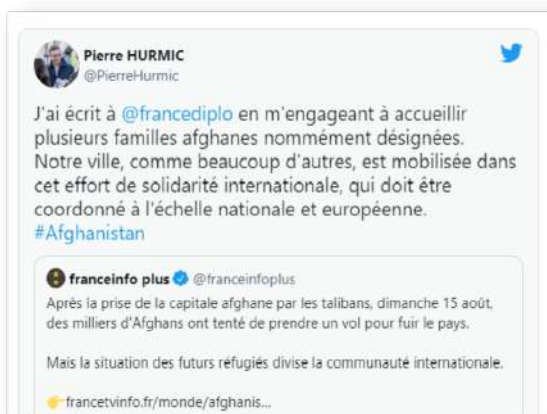 Pierre HURMIC
@PierreHurmic
J'ai écrit à @francediplo en m'engageant à accueillir
plusieurs familles afghanes nommément désignées.
Notre ville, comme beaucoup d'autres, est mobilisée dans
cet effort de solidarité internationale, qui doit être
coordonné à l'échelle nationale et européenne.
#Afghanistan
franceinfo plus @franceinfoplus
Après la prise de la capitale afghane par les talibans, dimanche 15 août,
des milliers d'Afghans ont tenté de prendre un vol pour fuir le pays.
Mais la situation des futurs réfugiés divise la communauté internationale.
👉francetvinfo.fr/monde/afghanis...